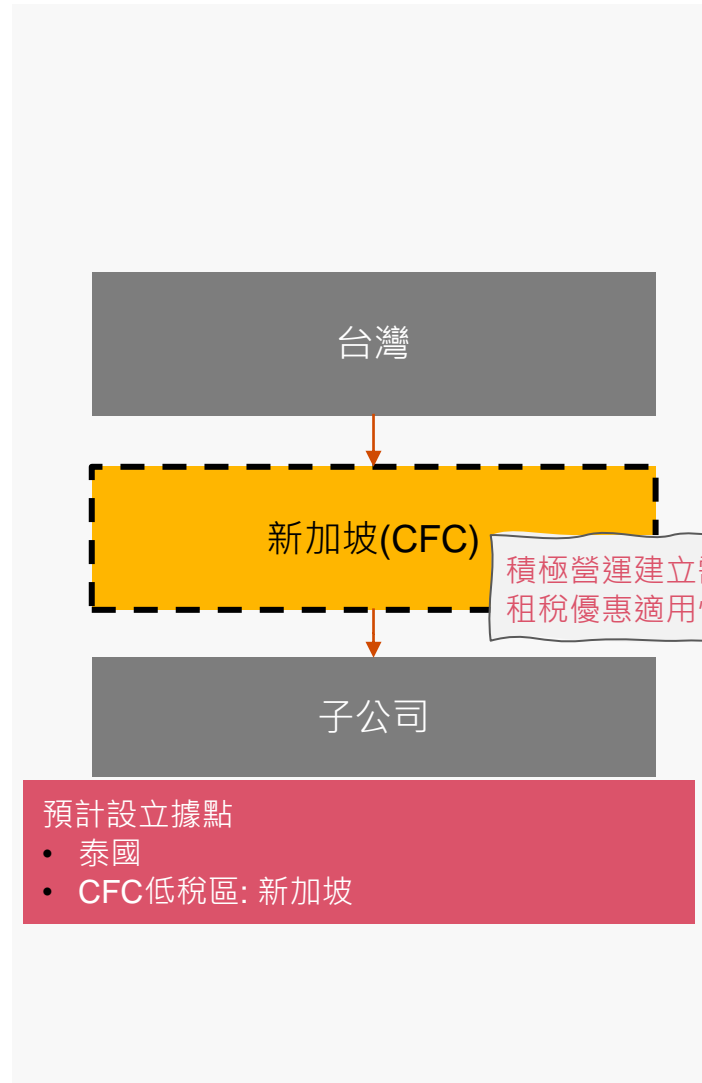 台灣
新加坡(CFC)
積極營運建立
租稅優惠適用
子公司
預計設立據點
• 泰國
• CFC低稅區: 新加坡